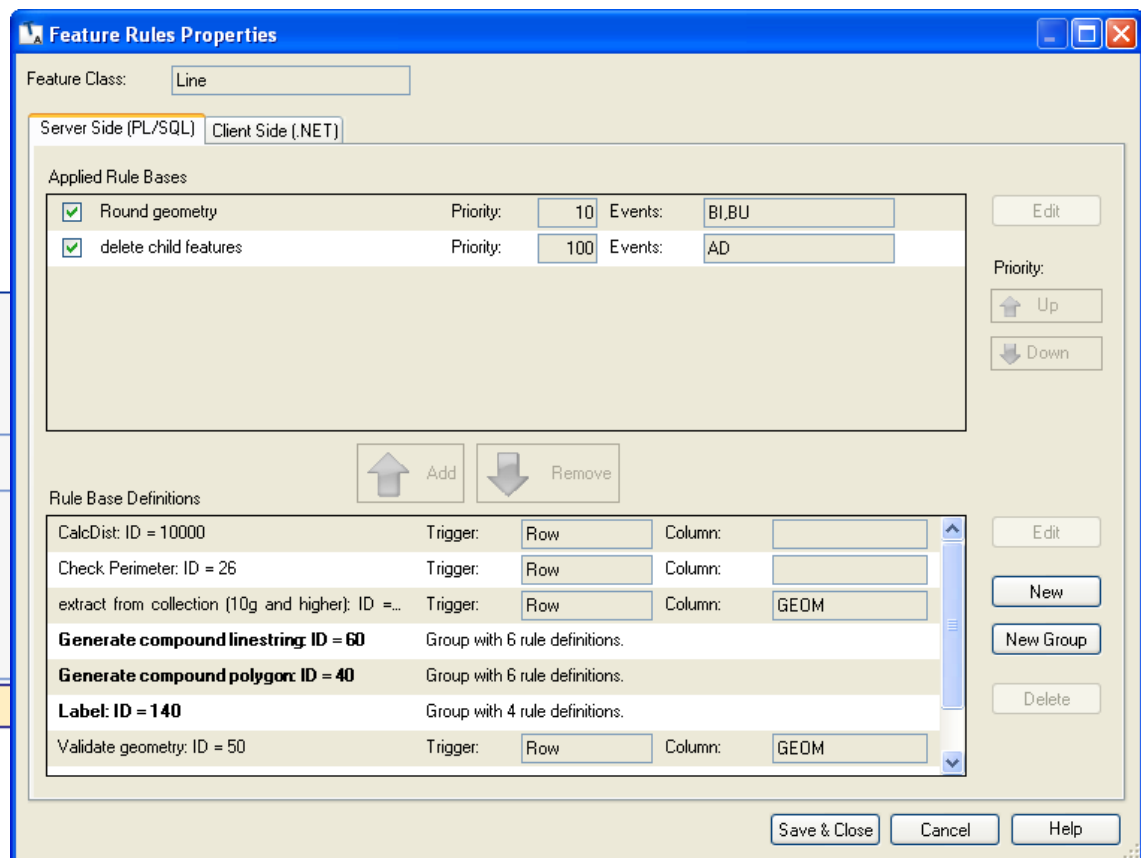 Feature Rules Properties
Feature Class: Line
Server Side (PL/SQL) Client Side (.NET)
Applied Rule Bases
Round geometry Priority: 10 Events: BI,BU
Edit
delete child features Priority: 100 Events: AD
Priority:
Up
Down
Add Remove
Rule Base Definitions
CalcDist: ID = 10000 Trigger: Row Column:
Edit
Check Perimeter: ID = 26 Trigger: Row Column:
extract from collection (10g and higher): ID =... Trigger: Row Column: GEOM
New
Generate compound linestring: ID = 60 Group with 6 rule definitions.
New Group
Generate compound polygon: ID = 40 Group with 6 rule definitions.
Label: ID = 140 Group with 4 rule definitions.
Delete
Validate geometry: ID = 50 Trigger: Row Column: GEOM
Save & Close Cancel Help